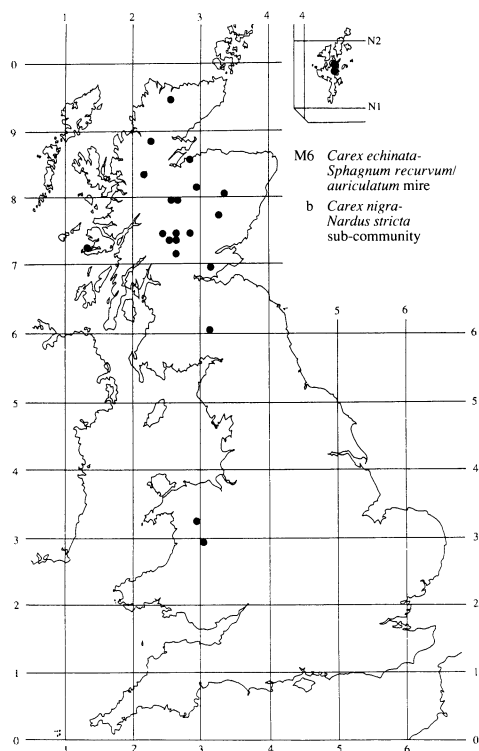 1 2 3 4
N2
N1
0 9 8 7 6 5 4 3 2 1 0
M6 Carex echinata-
Sphagnum recurvum/
auriculatum mire
b Carex nigra-
Nardus stricta
sub-community
5 6
6 5 4 3 2 1 0
1 2 3 4 5 6